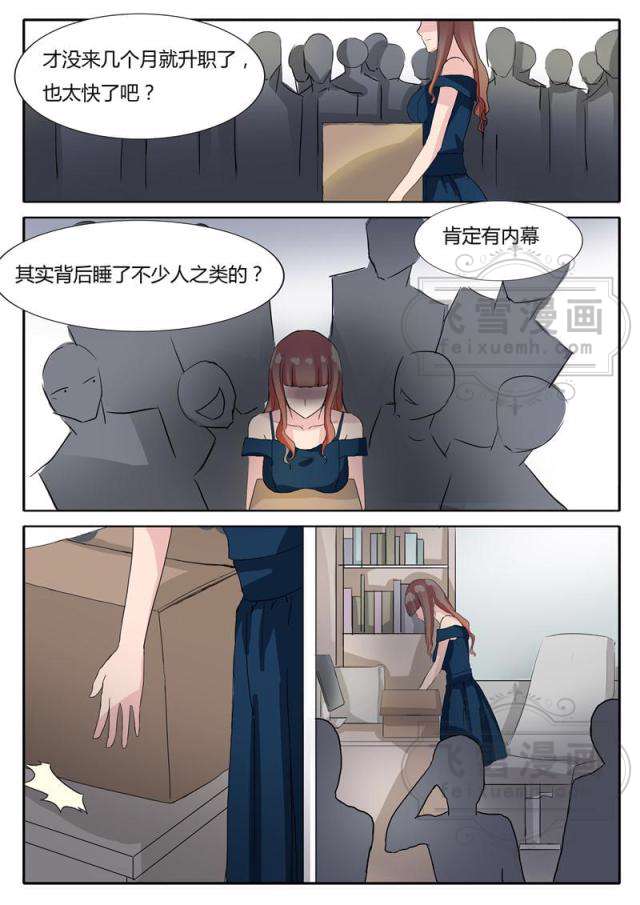 才没来几个月就升职了，
也太快了吧？
其实背后睡了不少人之类的？
肯定有内幕
飞雪漫画
feixuemh.com
飞雪漫画
feixuemh.com